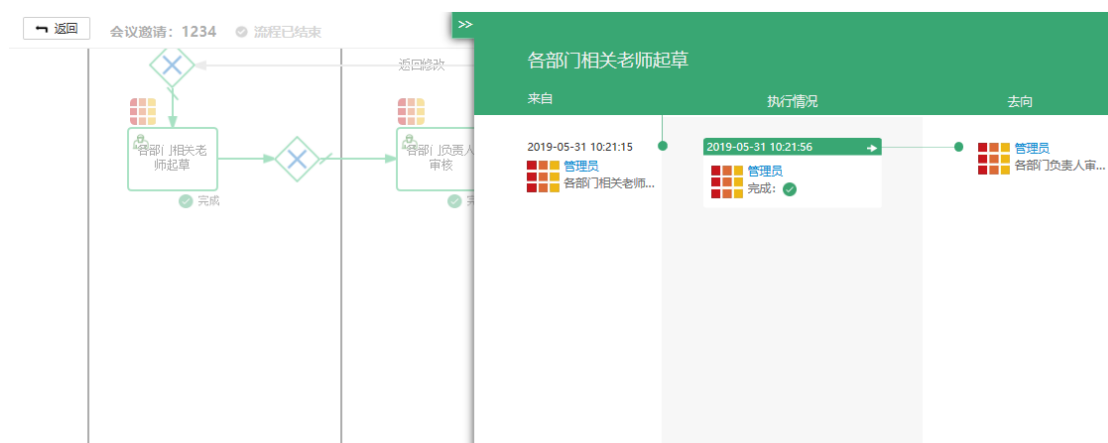 返回
会议邀请：1234
流程已结束
>>
返回修改
各部门相关老
师起草
完成
各部门负责人
审核
各部门相关老师起草
来自
执行情况
去向
2019-05-31 10:21:15
管理员
各部门相关老师...
2019-05-31 10:21:56
管理员
完成:
管理员
各部门负责人审...